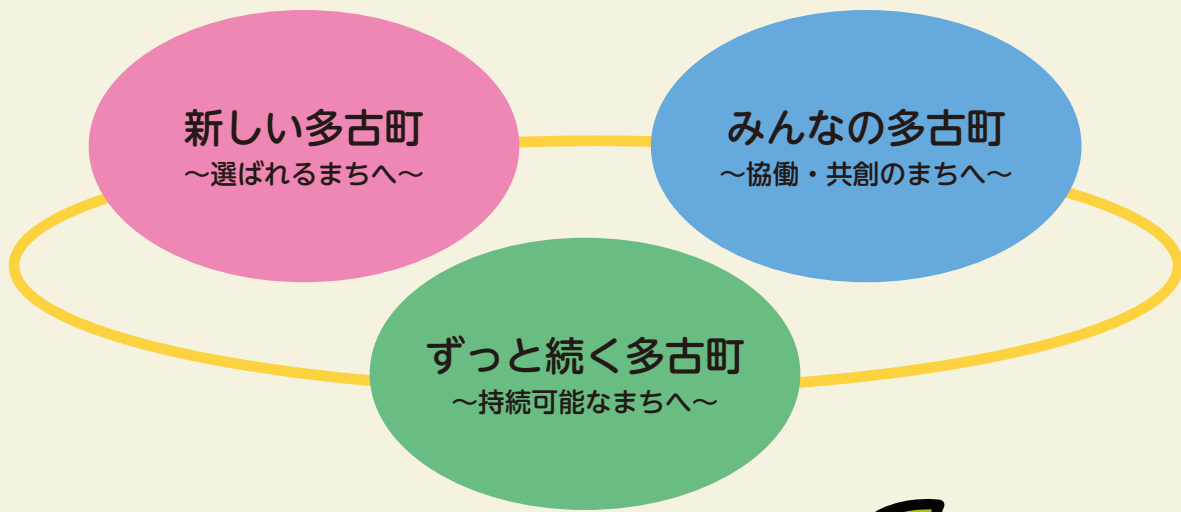 新しい多古町
～選ばれるまちへ～
みんなの多古町
～協働・共創のまちへ～
ずっと続く多古町
～持続可能なまちへ～